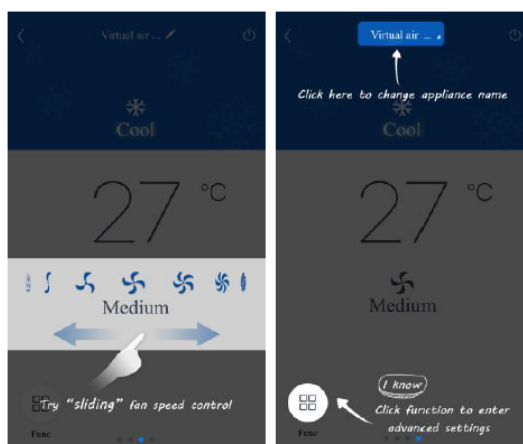 Virtual air ...
Cool
27 °C
Medium
Try "sliding" fan speed control
Func
Virtual air ...
Click here to change appliance name
Cool
27 °C
Medium
I know
Click function to enter
advanced settings
Func